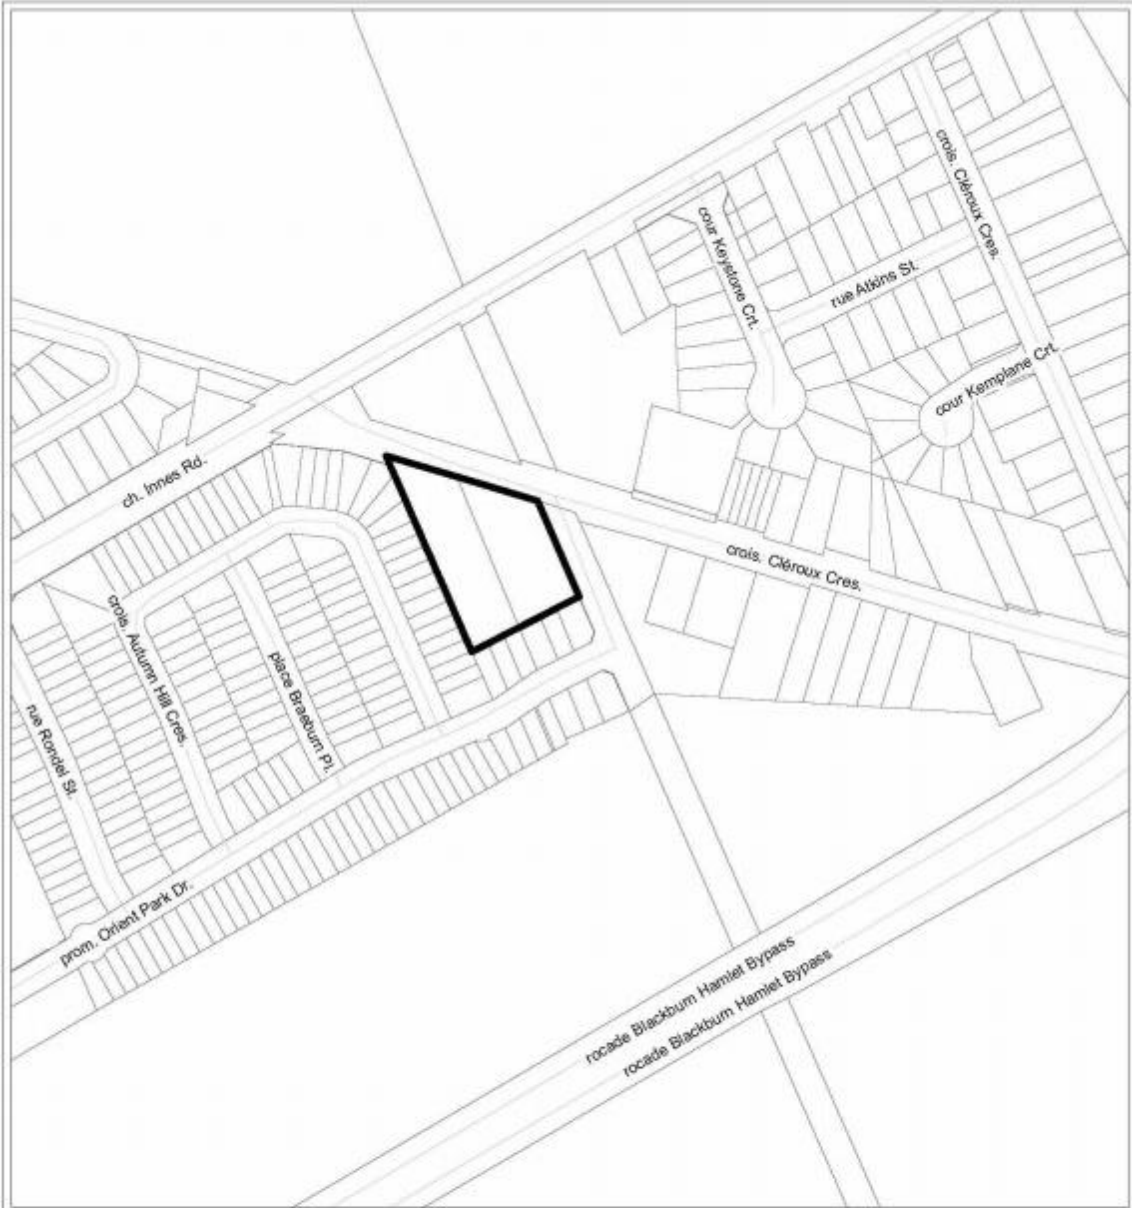 crois. Cléroux Cres.
cour Keystone Crt.
rue Atkins St.
cour Kemplane Crt.
ch. Innes Rd.
crois. Cléroux Cres.
crois. Autumn Hill Cres.
place Braeburn Pl.
rue Rondel St.
prom. Orient Park Dr.
rocade Blackburn Hamlet Bypass
rocade Blackburn Hamlet Bypass